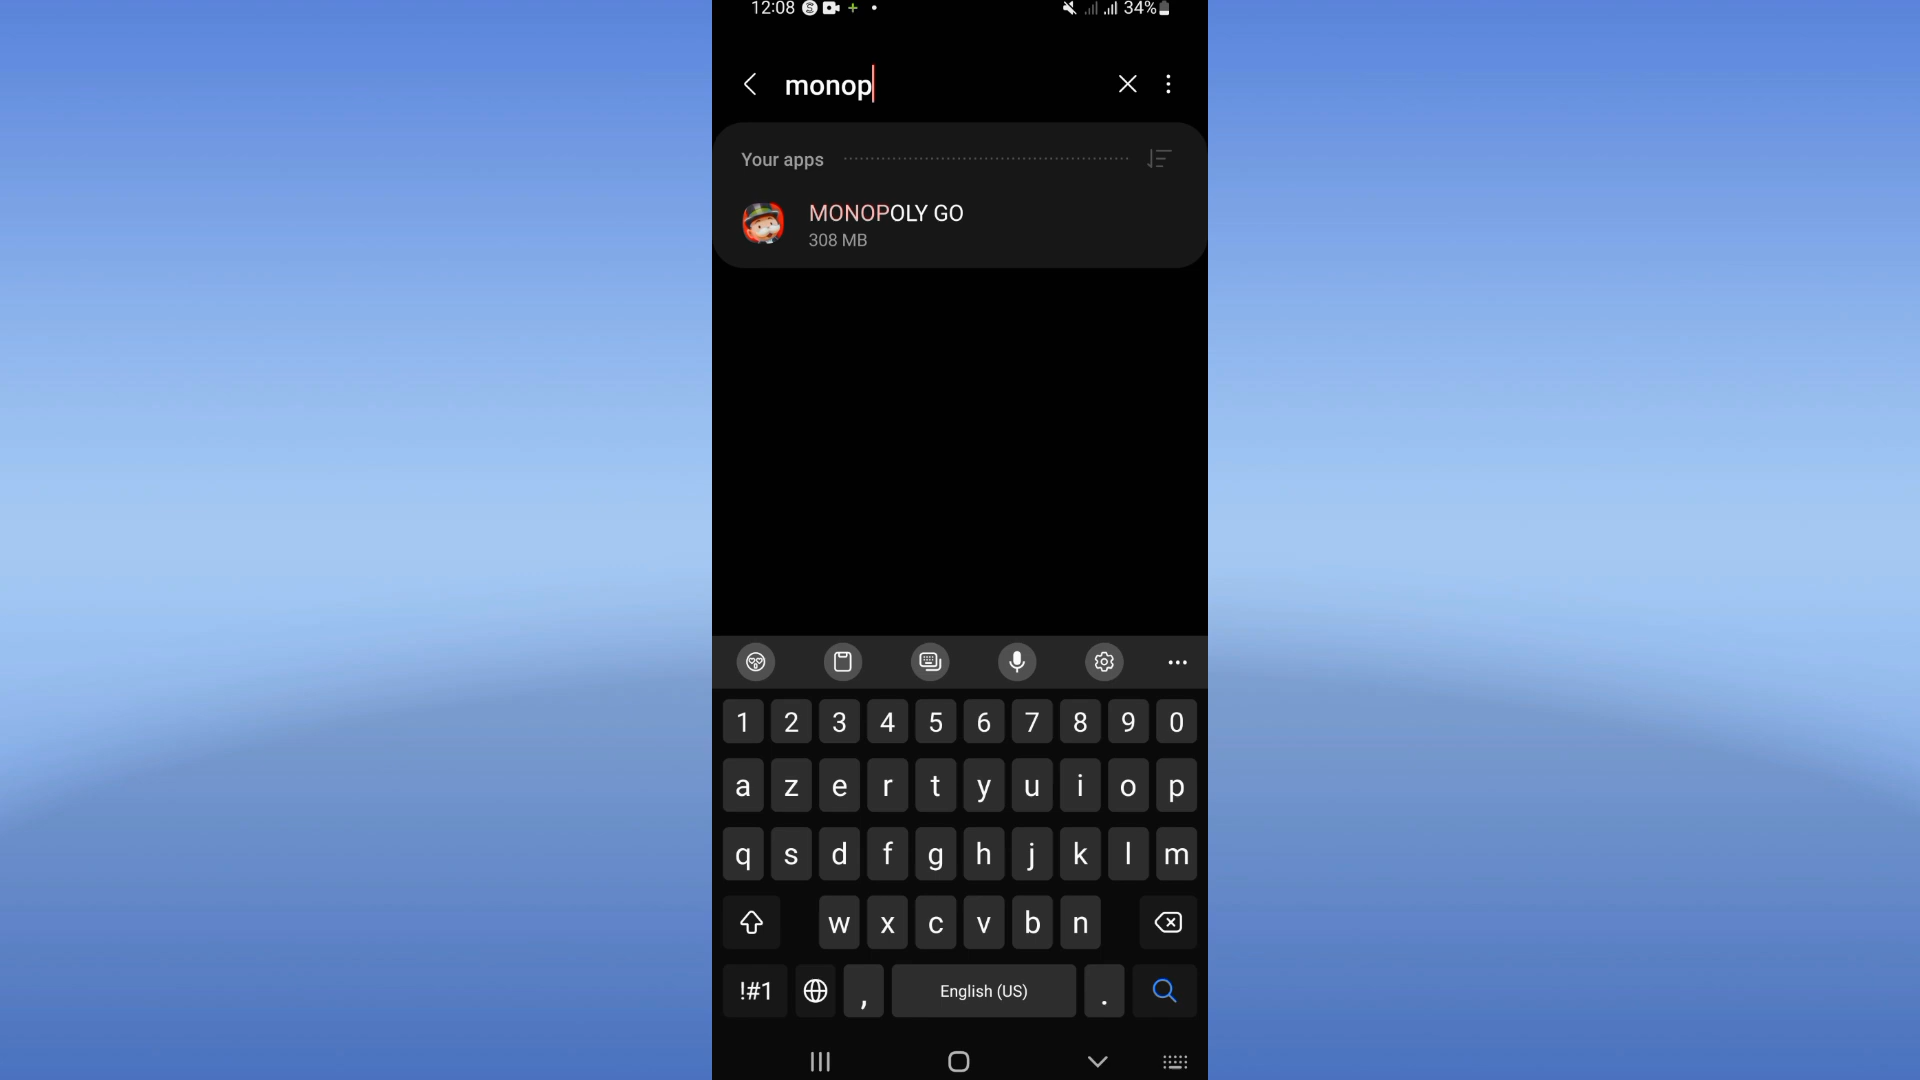 12:08 34%
monop
Your apps
MONOPOLY GO
308 MB
1 2 3 4 5 6 7 8 9 0
a z e r t y u i o p
q s d f g h j k l m
w x c v b n
!#1 , English (US) .